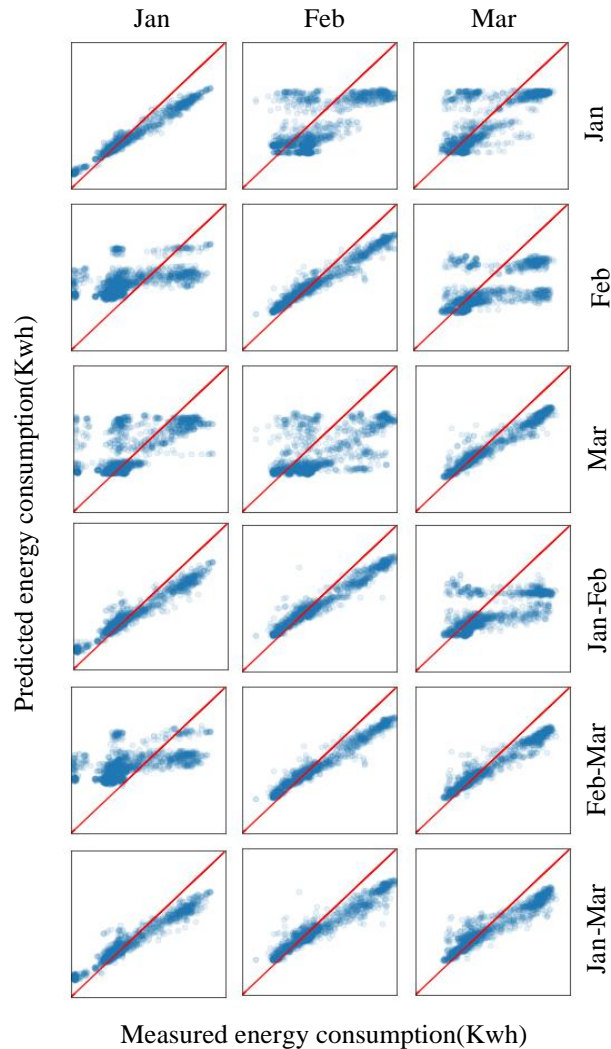 Jan
Feb
Mar
Jan
Feb
Mar
Jan-Feb
Feb-Mar
Jan-Mar
Predicted energy consumption(Kwh)
Measured energy consumption(Kwh)